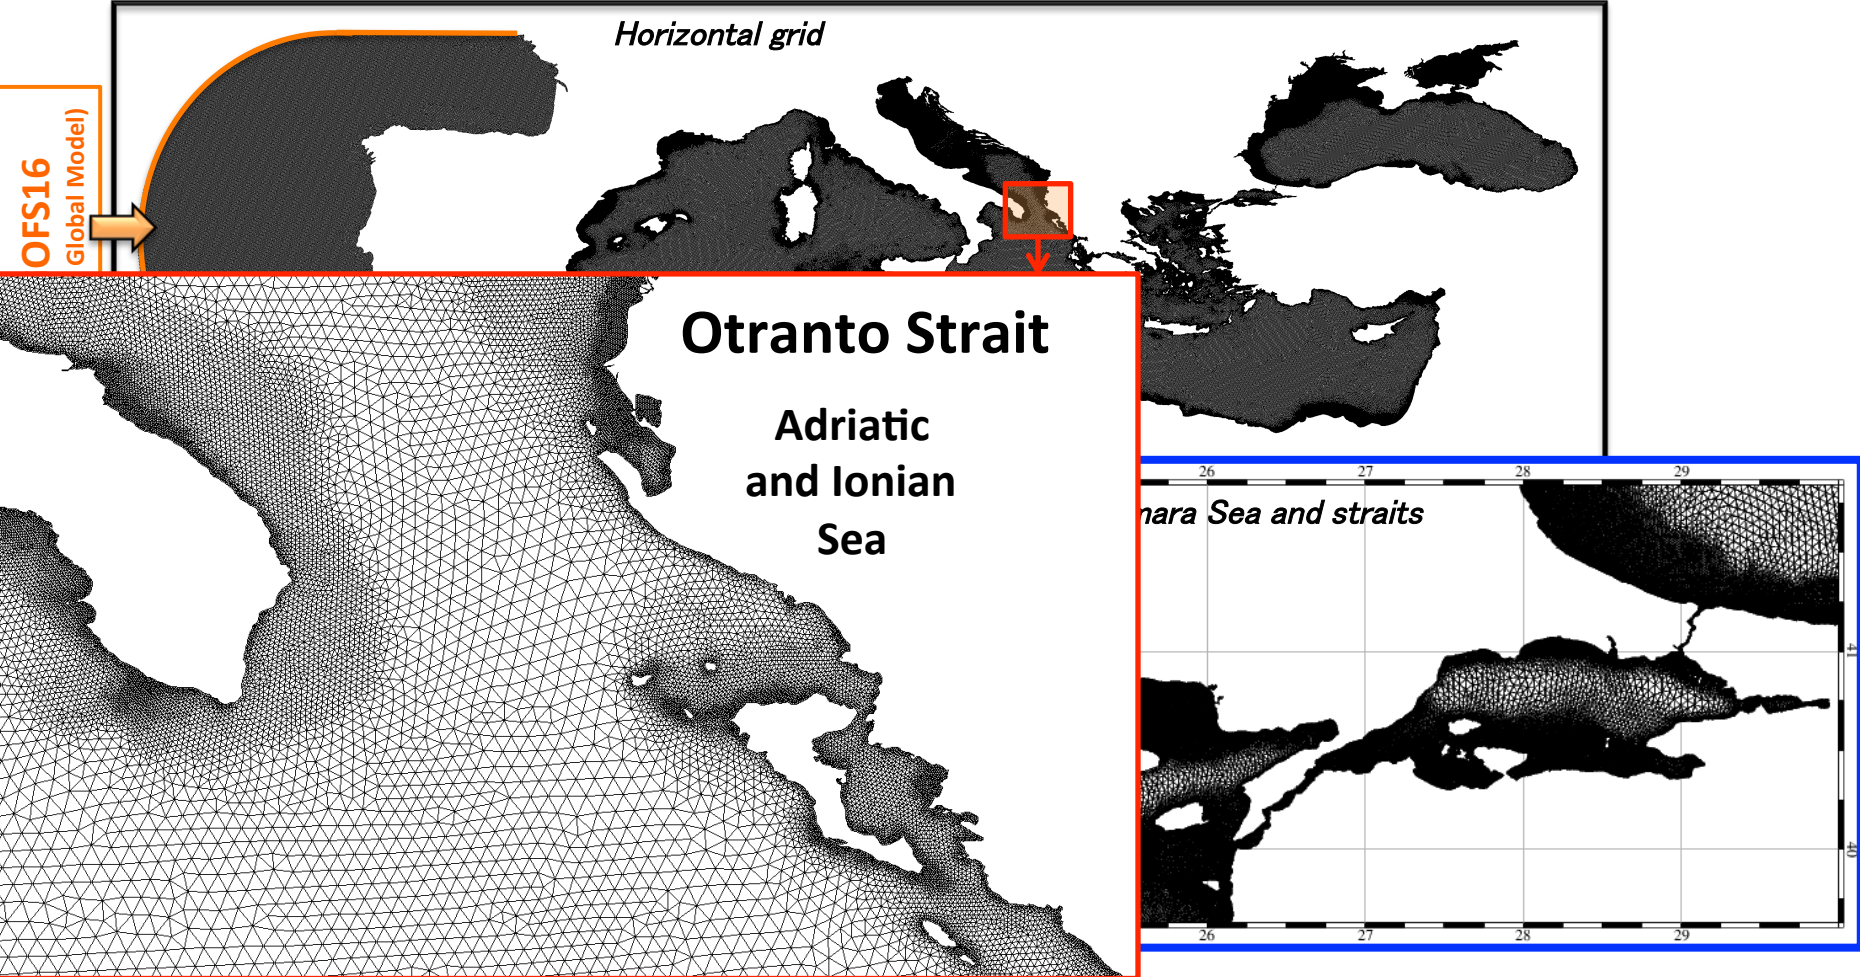 Horizontal grid
OFS16
Global Model)
Otranto Strait
Adriatic
and Ionian
Sea
26 27 28 29
mara Sea and straits
41
40
26 27 28 29